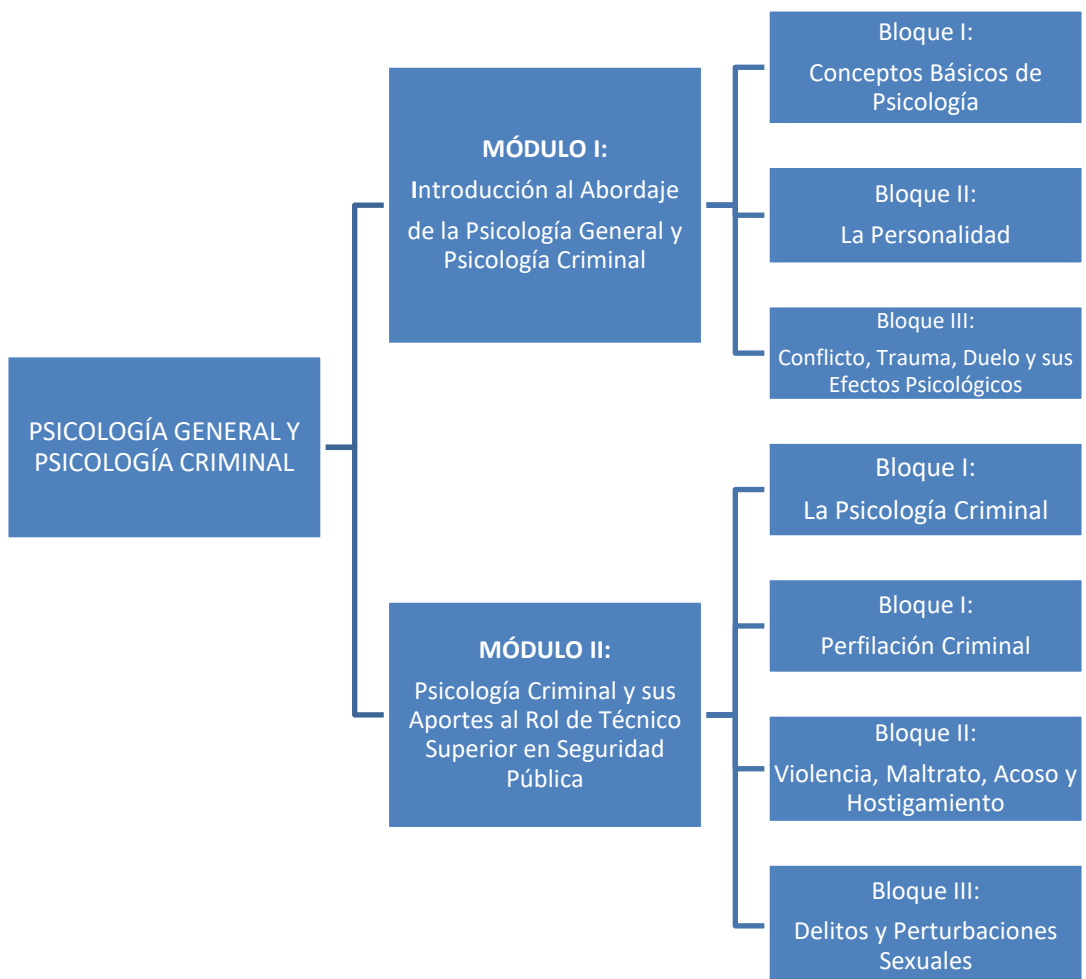 PSICOLOGÍA GENERAL Y
PSICOLOGÍA CRIMINAL
MÓDULO I:
Introducción al Abordaje
de la Psicología General y
Psicología Criminal
Bloque I:
Conceptos Básicos de
Psicología
Bloque II:
La Personalidad
Bloque III:
Conflicto, Trauma, Duelo y sus
Efectos Psicológicos
MÓDULO II:
Psicología Criminal y sus
Aportes al Rol de Técnico
Superior en Seguridad
Pública
Bloque I:
La Psicología Criminal
Bloque I:
Perfilación Criminal
Bloque II:
Violencia, Maltrato, Acoso y
Hostigamiento
Bloque III:
Delitos y Perturbaciones
Sexuales